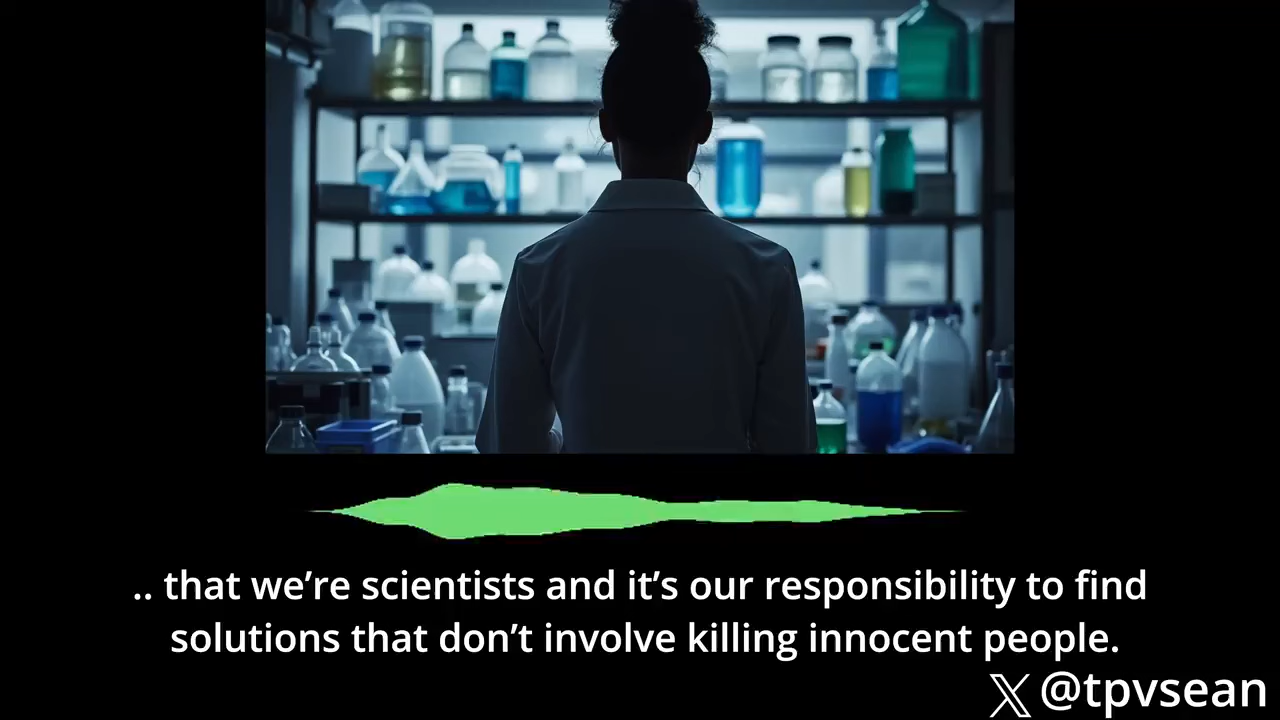 .. that we’re scientists and it’s our responsibility to find
solutions that don’t involve killing innocent people.
X @tpvsean